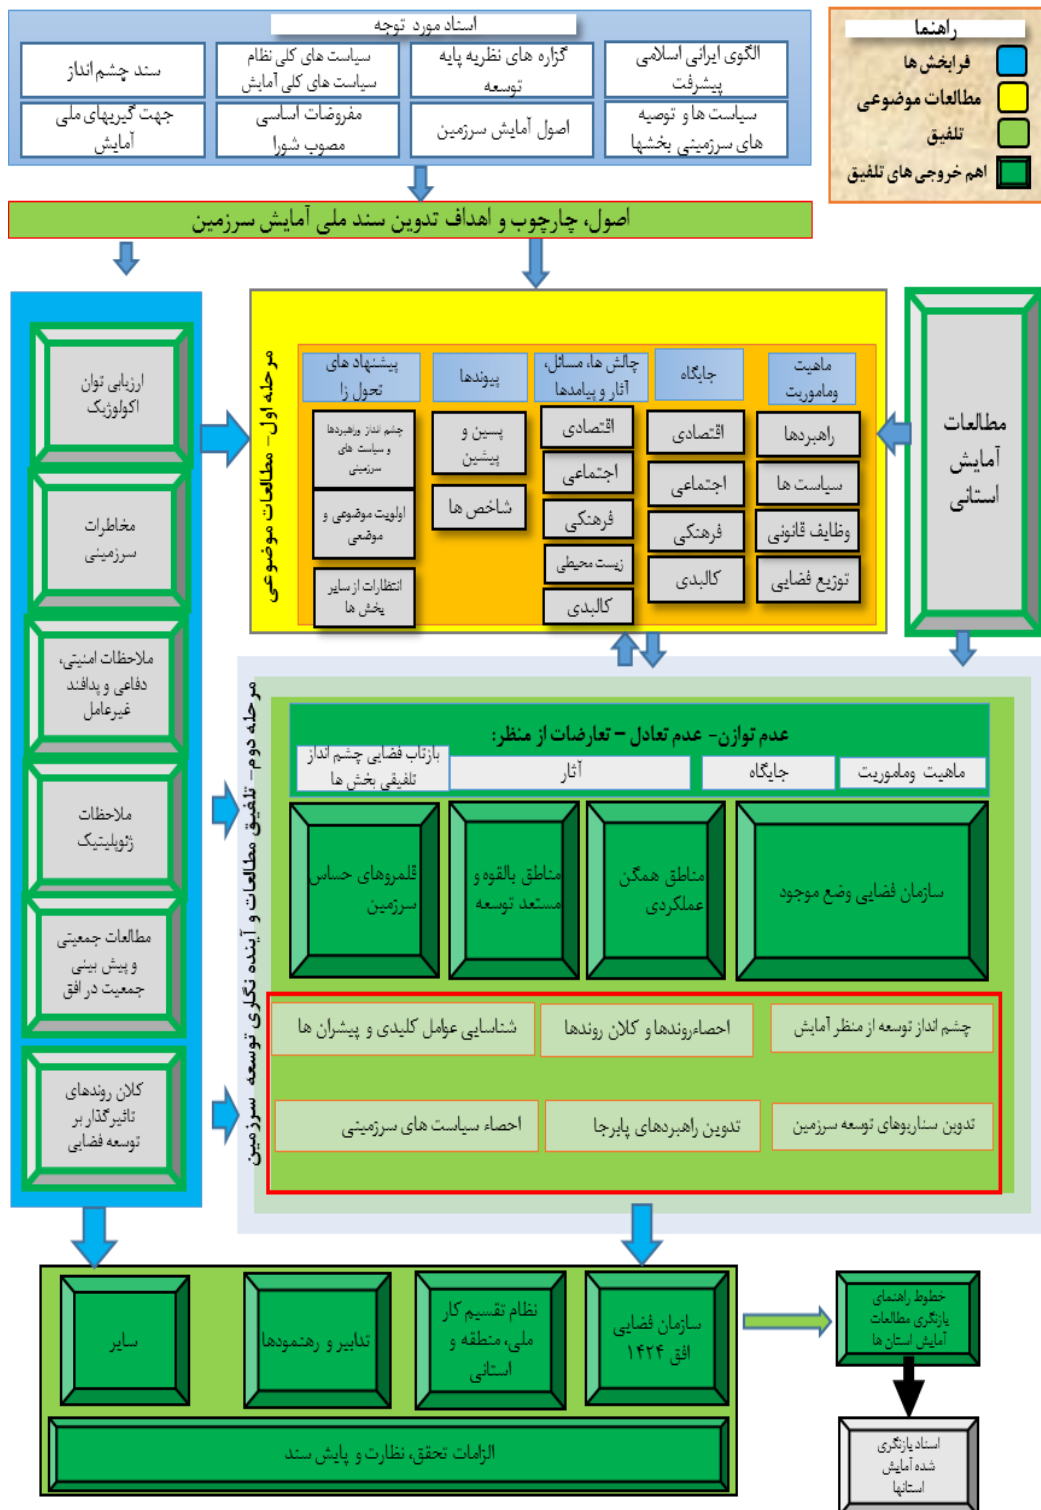 اسناد مورد توجه
الگوی ایرانی اسلامی
پیشرفت
گزاره های نظریه پایه
توسعه
سیاست های کلی نظام
سیاست های کلی آمایش
سند چشم انداز
سیاست ها و توصیه
های سرزمینی بخشها
اصول آمایش سرزمین
مفروضات اساسی
مصوب شورا
جهت گیریهای ملی
آمایش
راهنما
فرابخش ها
مطالعات موضوعی
تلفیق
اهم خروجی های تلفیق
اصول، چارچوب و اهداف تدوین سند ملی آمایش سرزمین
مطالعات
آمایش
استانی
مرحله اول- مطالعات موضوعی
ماهیت
وماموریت
راهبردها
سیاست ها
وظایف قانونی
توزیع فضایی
جایگاه
اقتصادی
اجتماعی
فرهنگی
کالبدی
چالش ها، مسائل،
آثار و پیامدها
اقتصادی
اجتماعی
فرهنگی
زیست محیطی
کالبدی
پیوندها
پسین و
پیشین
شاخص ها
پیشنهاد های
تحول زا
چشم انداز وراهبردها
و سیاست های
سرزمینی
اولویت موضوعی و
موضعی
انتظارات از سایر
بخش ها
ارزیابی توان
اکولوژیک
مخاطرات
سرزمینی
ملاحظات امنیتی،
دفاعی و پدافند
غیرعامل
ملاحظات
ژئوپلیتیک
مطالعات جمعیتی
و پیش بینی
جمعیت در افق
کلان روندهای
تاثیرگذار بر
توسعه فضایی
مرحله دوم- تلفیق مطالعات و آینده نگاری توسعه سرزمین
عدم توازن- عدم تعادل – تعارضات از منظر:
ماهیت وماموریت
جایگاه
آثار
بازتاب فضایی چشم انداز
تلفیقی بخش ها
سازمان فضایی وضع موجود
مناطق همگن
عملکردی
مناطق بالقوه و
مستعد توسعه
قلمروهای حساس
سرزمین
چشم انداز توسعه از منظر آمایش
احصاءروندها و کلان روندها
شناسایی عوامل کلیدی و پیشران ها
تدوین سناریوهای توسعه سرزمین
تدوین راهبردهای پابرجا
احصاء سیاست های سرزمینی
سازمان فضایی
افق ۱۴۲۴
نظام تقسیم کار
ملی، منطقه و
استانی
تدابیر و رهنمودها
سایر
الزامات تحقق، نظارت و پایش سند
خطوط راهنمای
بازنگری مطالعات
آمایش استان ها
اسناد بازنگری
شده آمایش
استانها